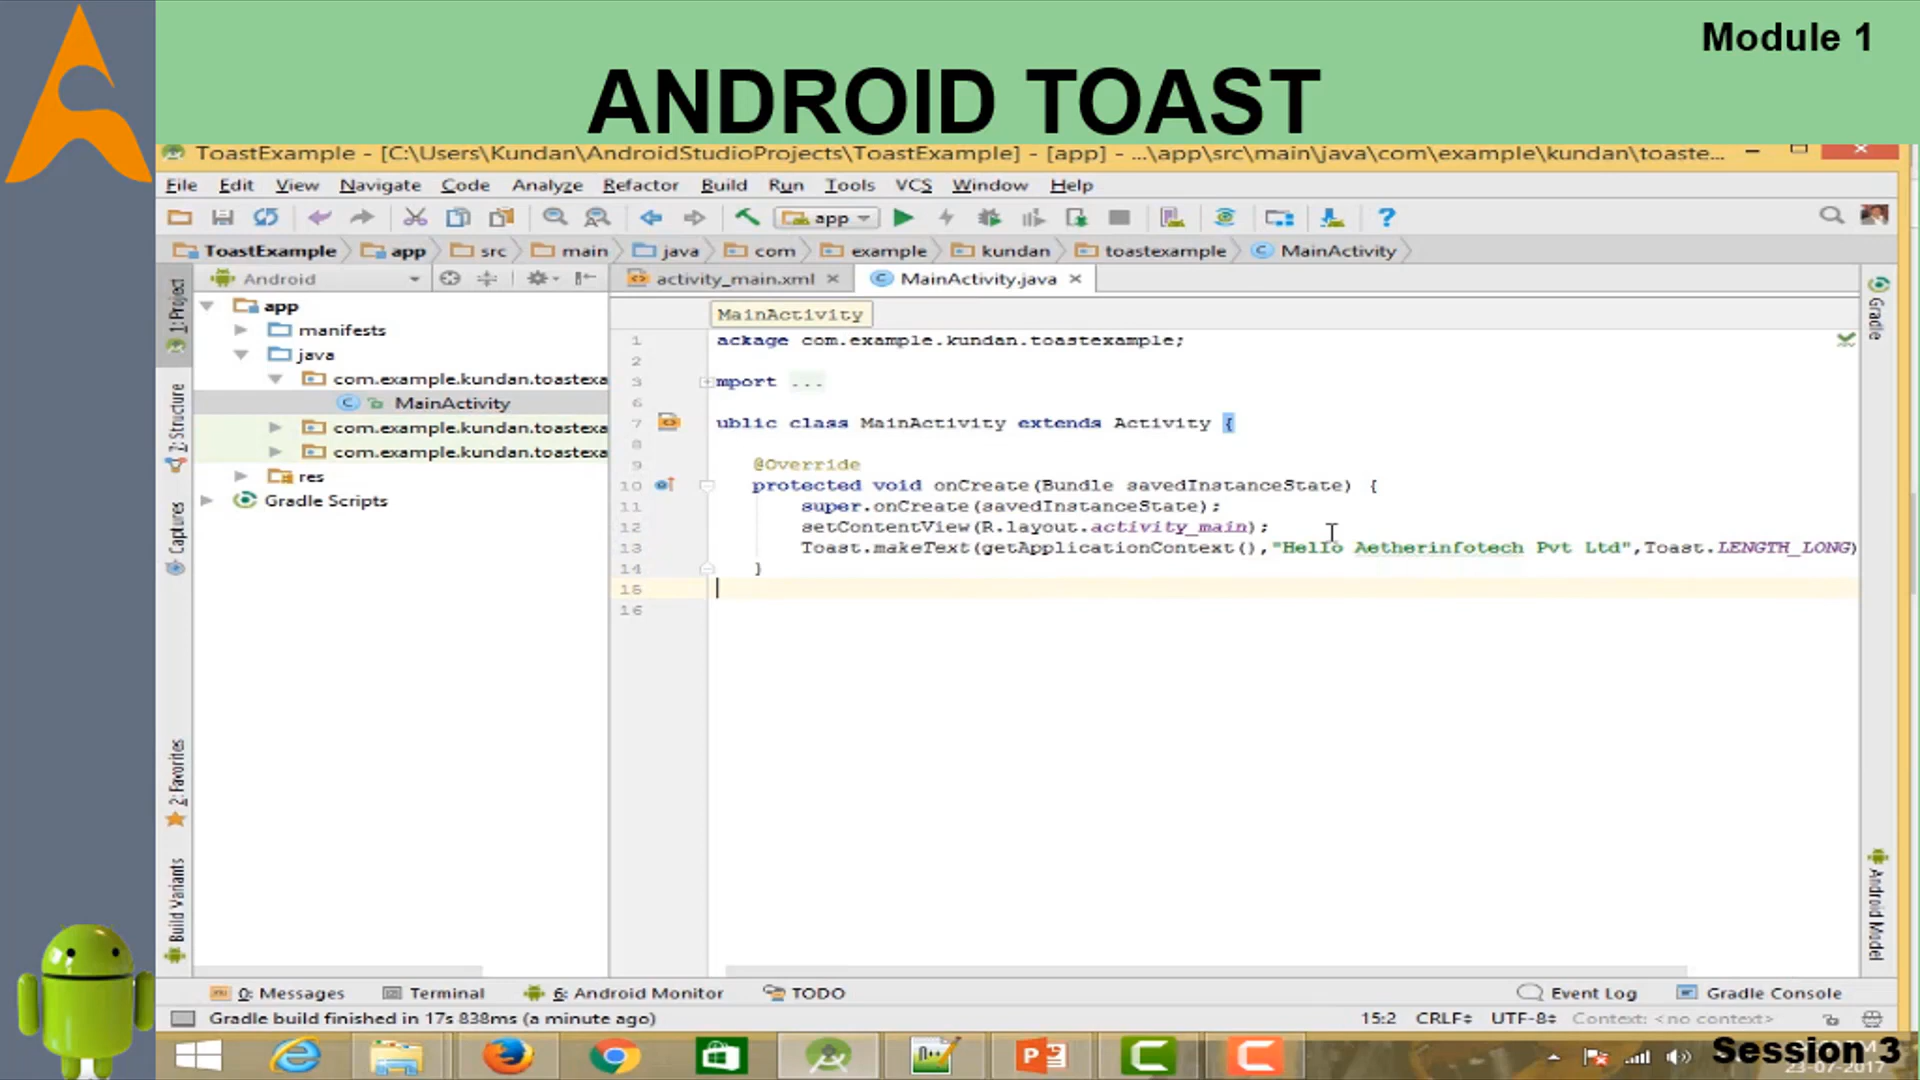 Module 1
ANDROID TOAST
ToastExample - [C:\Users\Kundan\AndroidStudioProjects\ToastExample] - [app] - ...\app\src\main\java\com\example\kundan\toaste...
File Edit View Navigate Code Analyze Refactor Build Run Tools VCS Window Help
app
ToastExample app src main java com example kundan toastexample MainActivity
Android
activity_main.xml
MainActivity.java
1: Project
7: Structure
Captures
2: Favorites
Build Variants
app
manifests
java
com.example.kundan.toastexa
MainActivity
com.example.kundan.toastexa
com.example.kundan.toastexa
res
Gradle Scripts
MainActivity
1 ackage com.example.kundan.toastexample;
2
3 mport ...
6
7 ublic class MainActivity extends Activity {
8
9 @Override
10 protected void onCreate(Bundle savedInstanceState) {
11 super.onCreate(savedInstanceState);
12 setContentView(R.layout.activity_main);
13 Toast.makeText(getApplicationContext(),"Hello Aetherinfotech Pvt Ltd",Toast.LENGTH_LONG)
14 }
15
16
Gradle
Android Model
0: Messages Terminal 6: Android Monitor TODO Event Log Gradle Console
Gradle build finished in 17s 838ms (a minute ago) 15:2 CRLF UTF-8 Context: <no context>
Session 3
23-07-2017